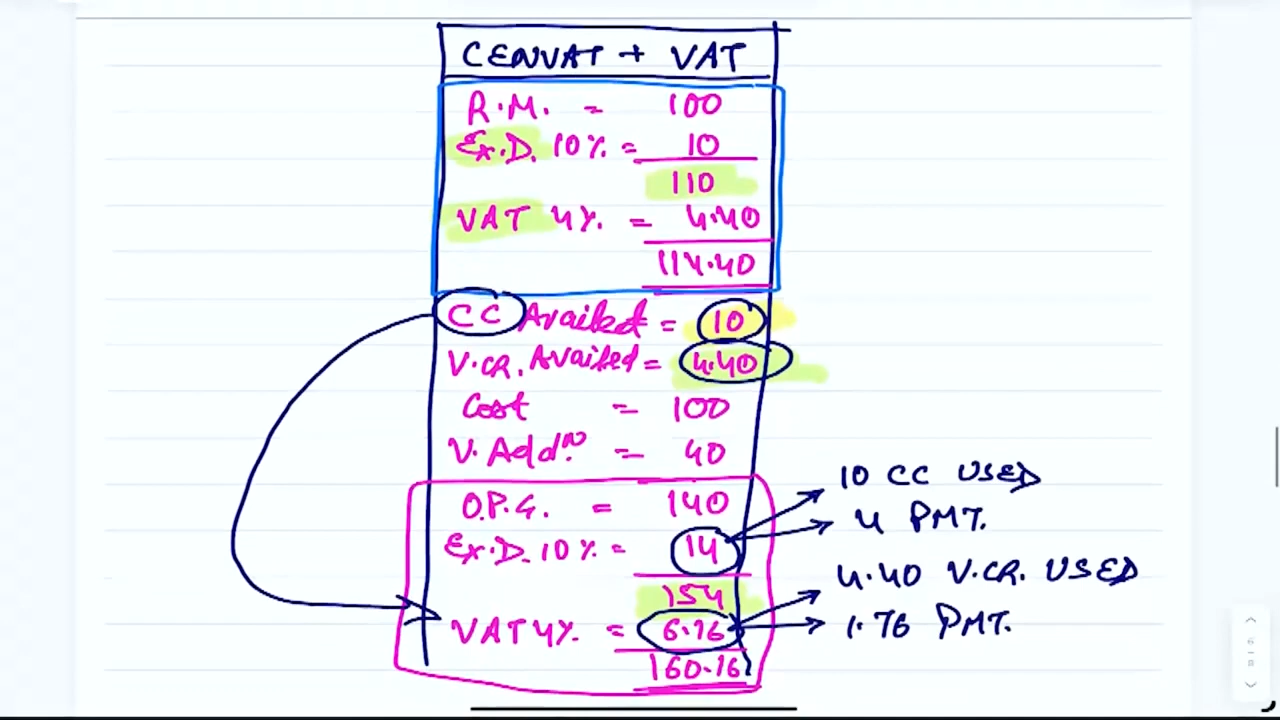 CENVAT + VAT
R.M. = 100
Ex.D. 10% = 10
110
VAT 4% = 4.40
114.40
CC Availed = 10
V.CR. Availed = 4.40
Cost = 100
V. Addn. = 40
O.P.G. = 140
Ex.D. 10% = 14
154
VAT 4% = 6.16
160.16
10 CC USED
4 PMT.
4.40 V.CR. USED
1.76 PMT.